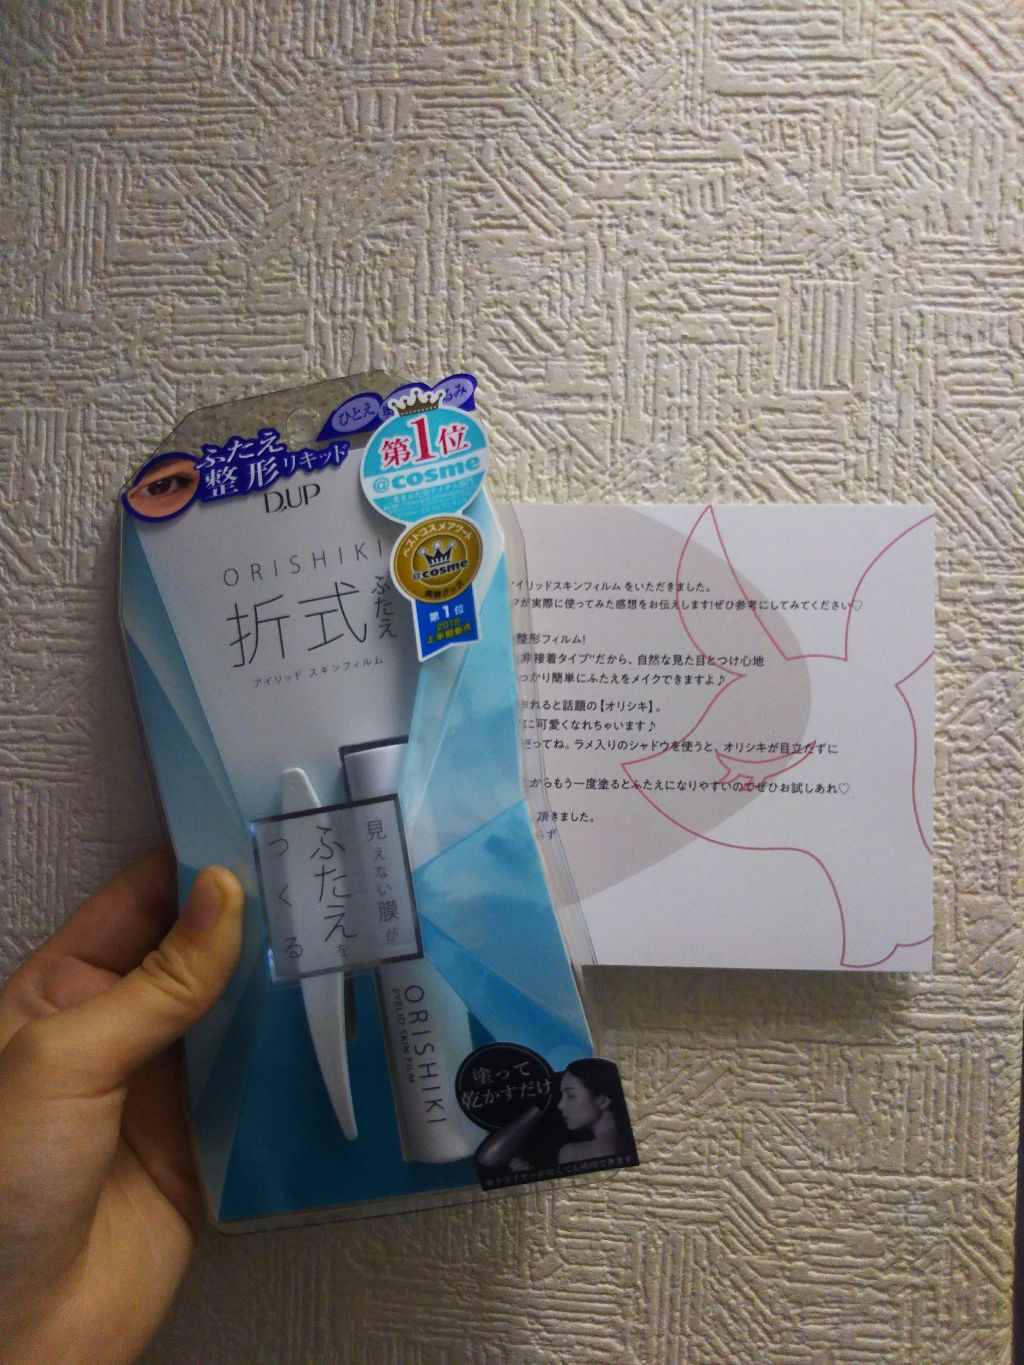 ひとえ
るみ
ふたえ
整形リキッド
D.UP
第1位
@cosme
ベストコスメアワード
@cosme
美容グッズ
第1位
2016
上半期新作
ORISHIKI
折式
ふたえ
アイリッド スキンフィルム
見えない膜が
ふたえを
つくる
ORISHIKI
EYELID SKIN FILM
塗って
乾かすだけ
アイリッドスキンフィルム をいただきました。
が実際に使ってみた感想をお伝えします!ぜひ参考にしてみてください♡
整形フィルム!
非接着タイプ"だから、自然な見た目とつけ心地
っかり簡単にふたえをメイクできますよ♪
れると話題の【オリシキ】。
に可愛くなれちゃいます♪
ってね。ラメ入りのシャドウを使うと、オリシキが目立たずに
からもう一度塗るとふたえになりやすいのでぜひお試しあれ♡
頂きました。